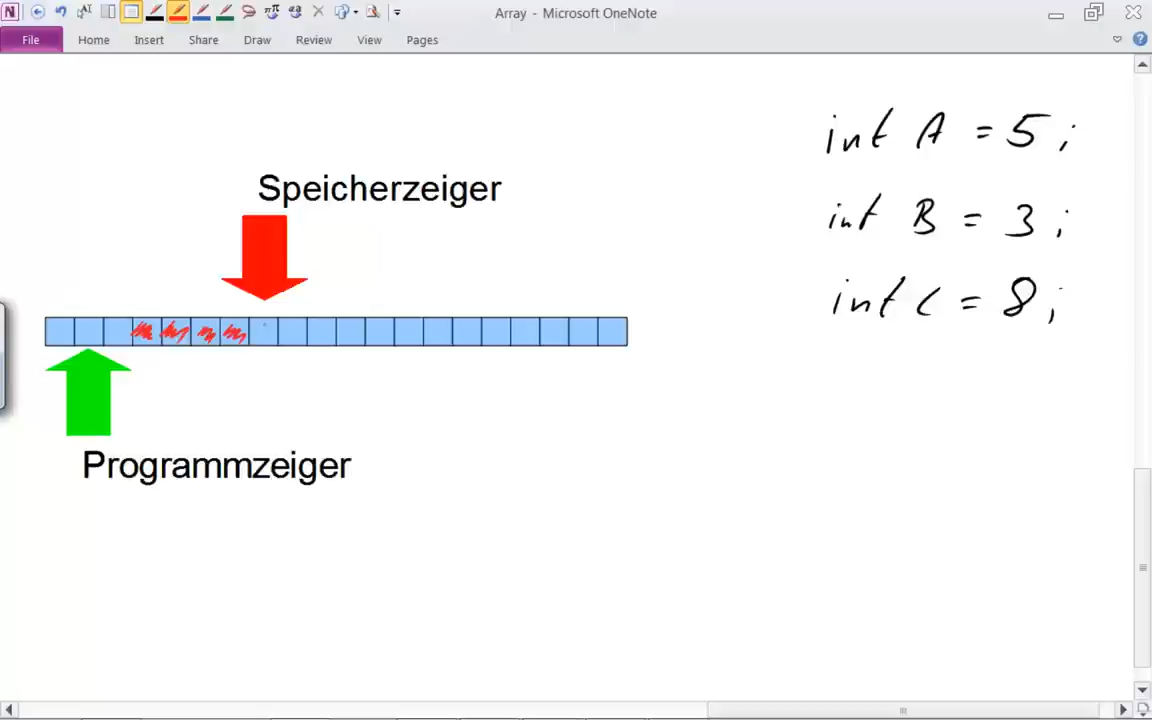 Array - Microsoft OneNote
File Home Insert Share Draw Review View Pages
int A = 5;
Speicherzeiger
int B = 3;
int C = 8;
Programmzeiger